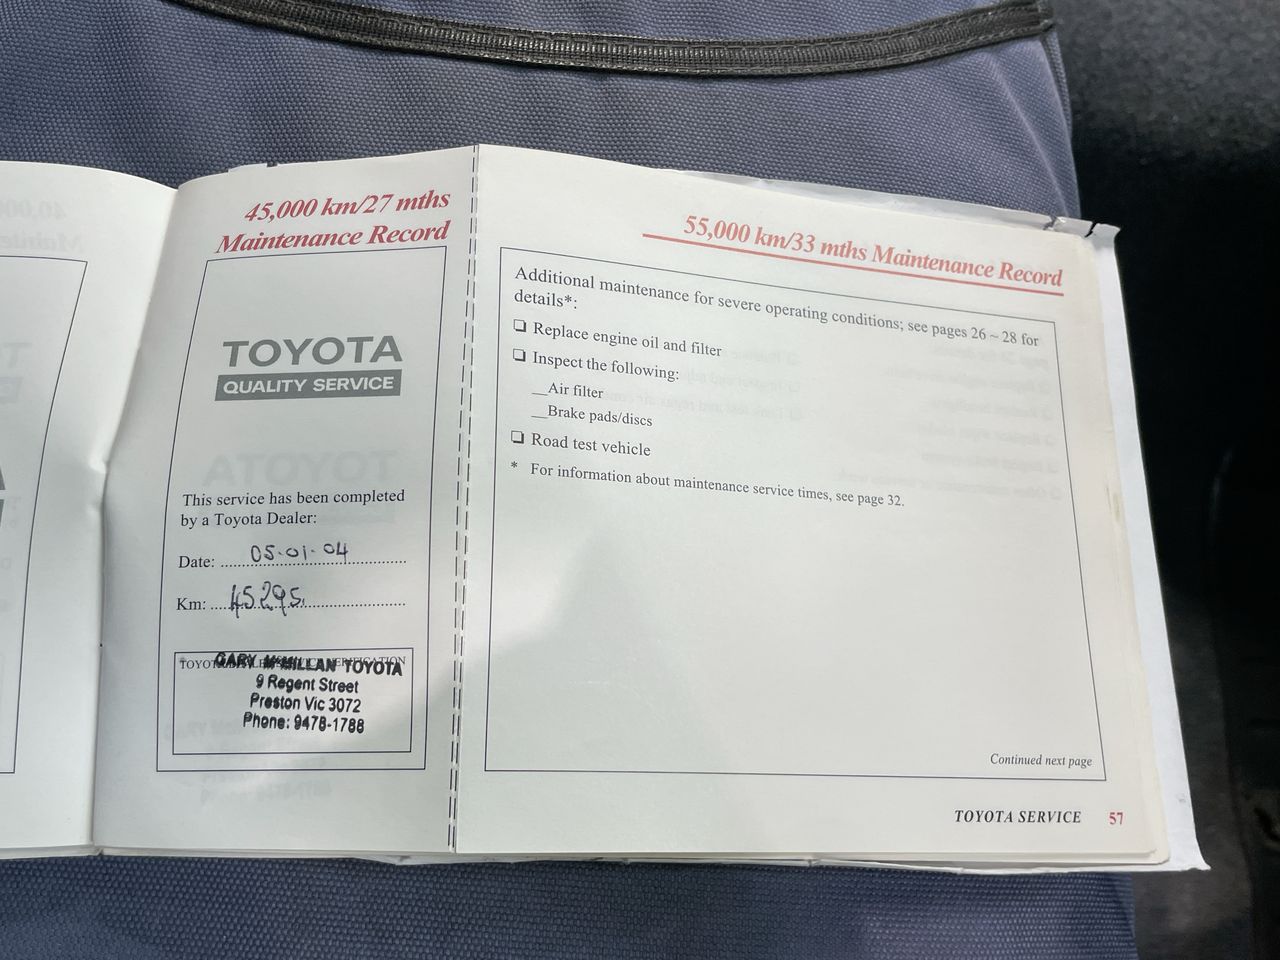 45,000 km/27 mths
Maintenance Record
TOYOTA
QUALITY SERVICE
This service has been completed
by a Toyota Dealer:
Date: 05-01-04
Km: 45295
GARY McMILLAN TOYOTA
9 Regent Street
Preston Vic 3072
Phone: 9478-1788
55,000 km/33 mths Maintenance Record
Additional maintenance for severe operating conditions; see pages 26 ~ 28 for
details*:
❑ Replace engine oil and filter
❑ Inspect the following:
__Air filter
__Brake pads/discs
❑ Road test vehicle
* For information about maintenance service times, see page 32.
Continued next page
TOYOTA SERVICE 57